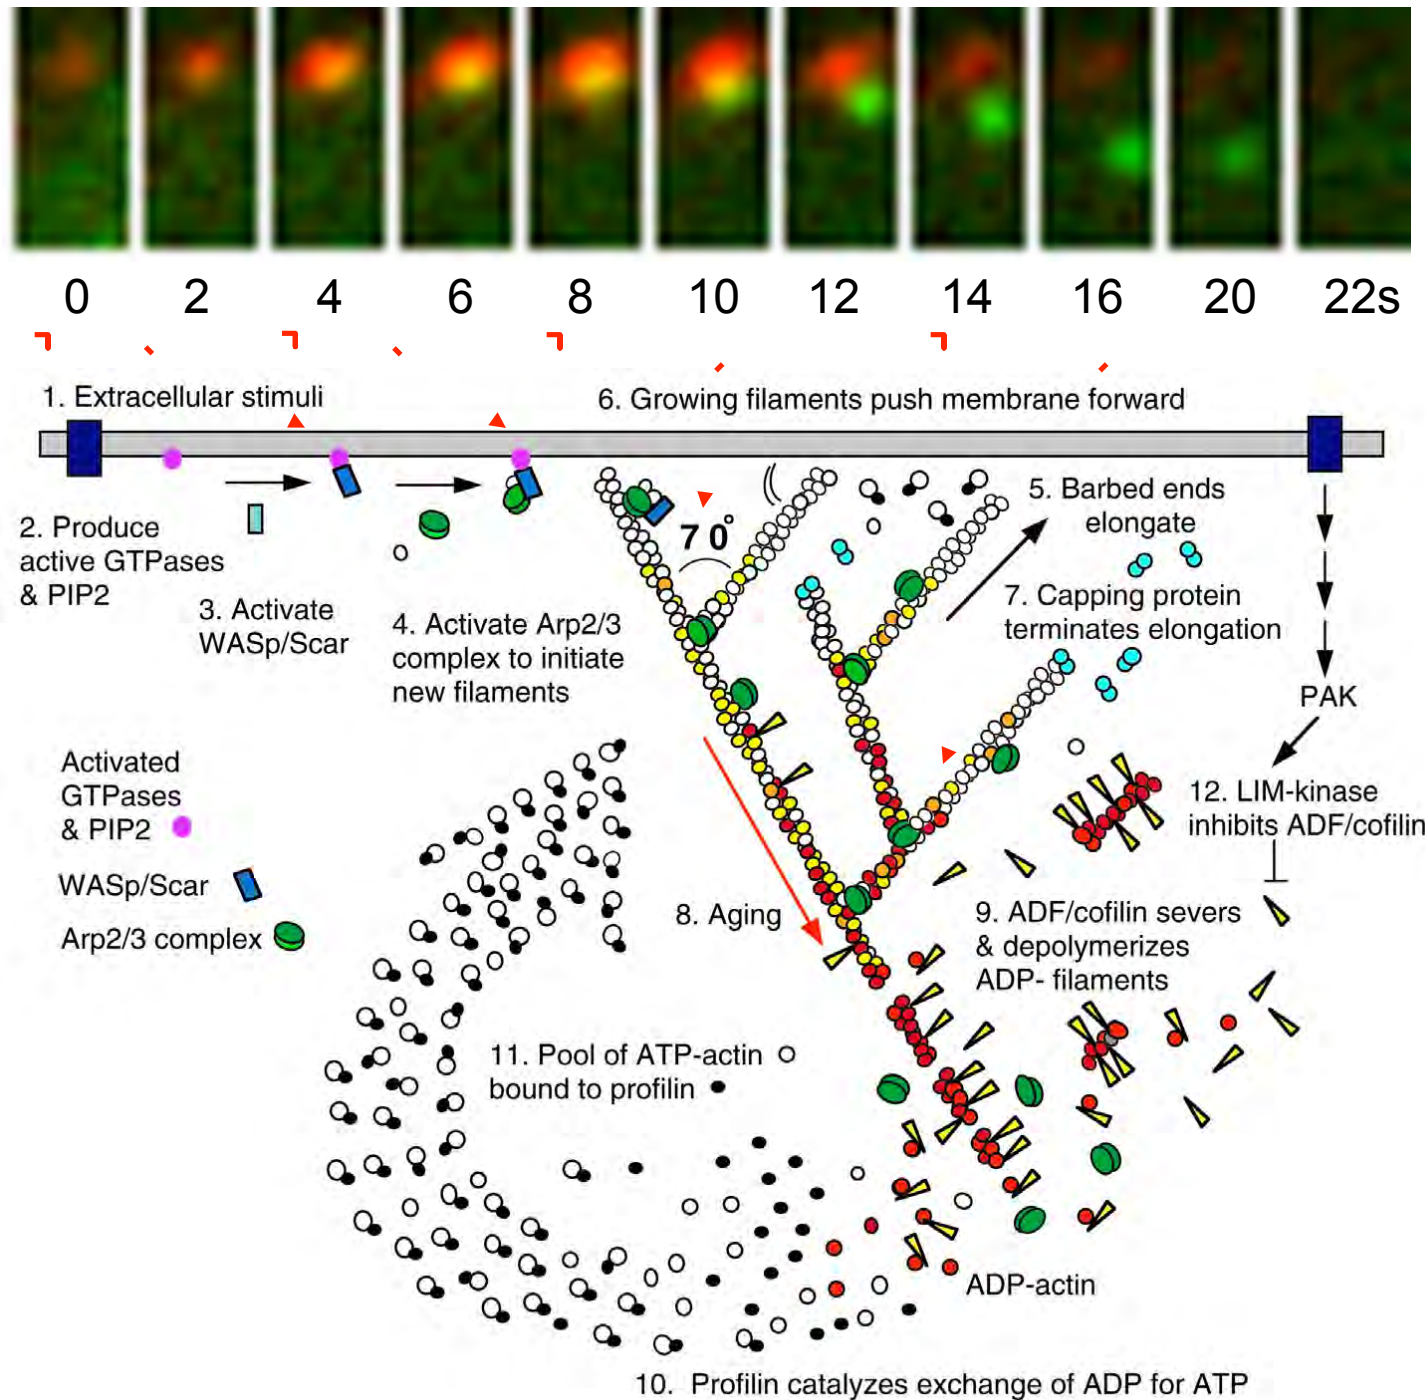 0 2 4 6 8 10 12 14 16 20 22s
1. Extracellular stimuli
6. Growing filaments push membrane forward
2. Produce
active GTPases
& PIP2
3. Activate
WASp/Scar
4. Activate Arp2/3
complex to initiate
new filaments
70°
5. Barbed ends
elongate
7. Capping protein
terminates elongation
PAK
12. LIM-kinase
inhibits ADF/cofilin
Activated
GTPases
& PIP2
WASp/Scar
Arp2/3 complex
8. Aging
9. ADF/cofilin severs
& depolymerizes
ADP- filaments
11. Pool of ATP-actin
bound to profilin
ADP-actin
10. Profilin catalyzes exchange of ADP for ATP